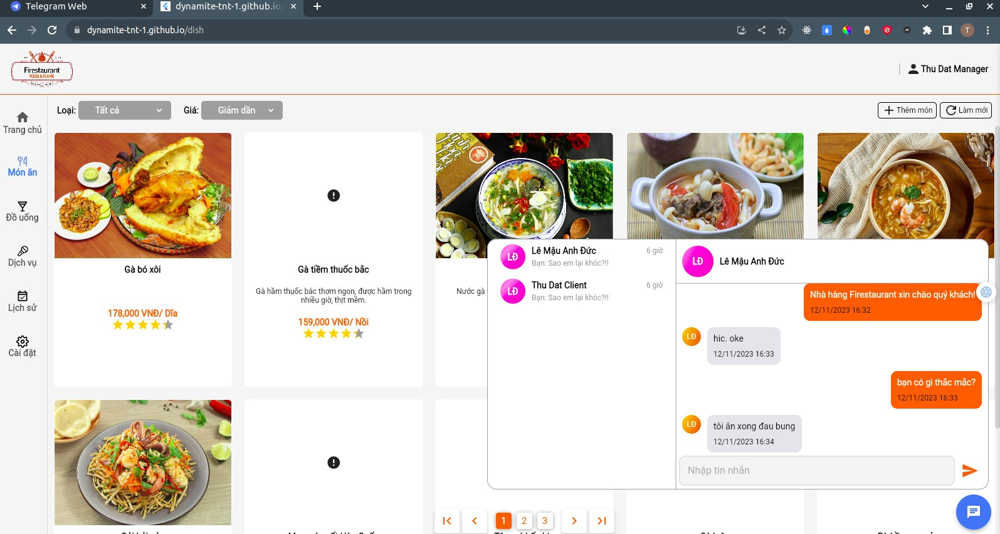 Telegram Web
dynamite-tnt-1.github.io/
dynamite-tnt-1.github.io/dish
T
Firestaurant
FOOD & FLAME
Thu Dat Manager
Loại: Tất cả
Giá: Giảm dần
Thêm món
Làm mới
Trang chủ
Món ăn
Đồ uống
Dịch vụ
Lịch sử
Cài đặt
Gà bó xôi
178,000 VNĐ/ Dĩa
Gà tiềm thuốc bắc
Gà hầm thuốc bắc thơm ngon, được hầm trong
nhiều giờ, thịt mềm.
159,000 VNĐ/ Nồi
Nước gà
LĐ
Lê Mậu Anh Đức
6 giờ
Bạn: Sao em lại khóc?!!
LĐ
Thu Dat Client
6 giờ
Bạn: Sao em lại khóc?!!
LĐ
Lê Mậu Anh Đức
Nhà hàng Firestaurant xin chào quý khách!
12/11/2023 16:32
LĐ
hic. oke
12/11/2023 16:33
bạn có gì thắc mắc?
12/11/2023 16:33
LĐ
tôi ăn xong đau bung
12/11/2023 16:34
Nhập tin nhắn
1 2 3